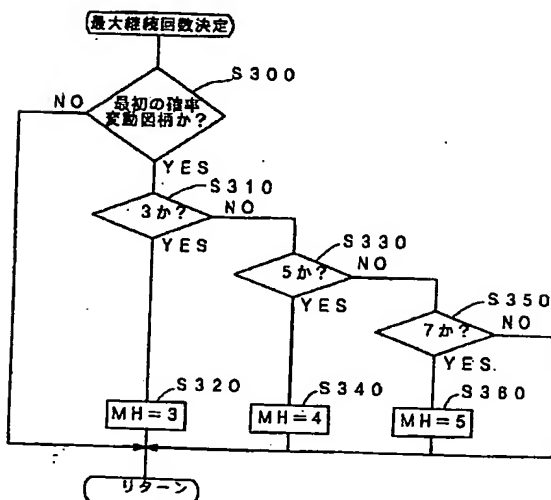 最大継続回数決定
S300
最初の確率
変動図柄か?
NO
YES
S310
3か?
NO
YES
S330
5か?
NO
YES
S350
7か?
NO
YES.
S320
MH=3
S340
MH=4
S360
MH=5
リターン